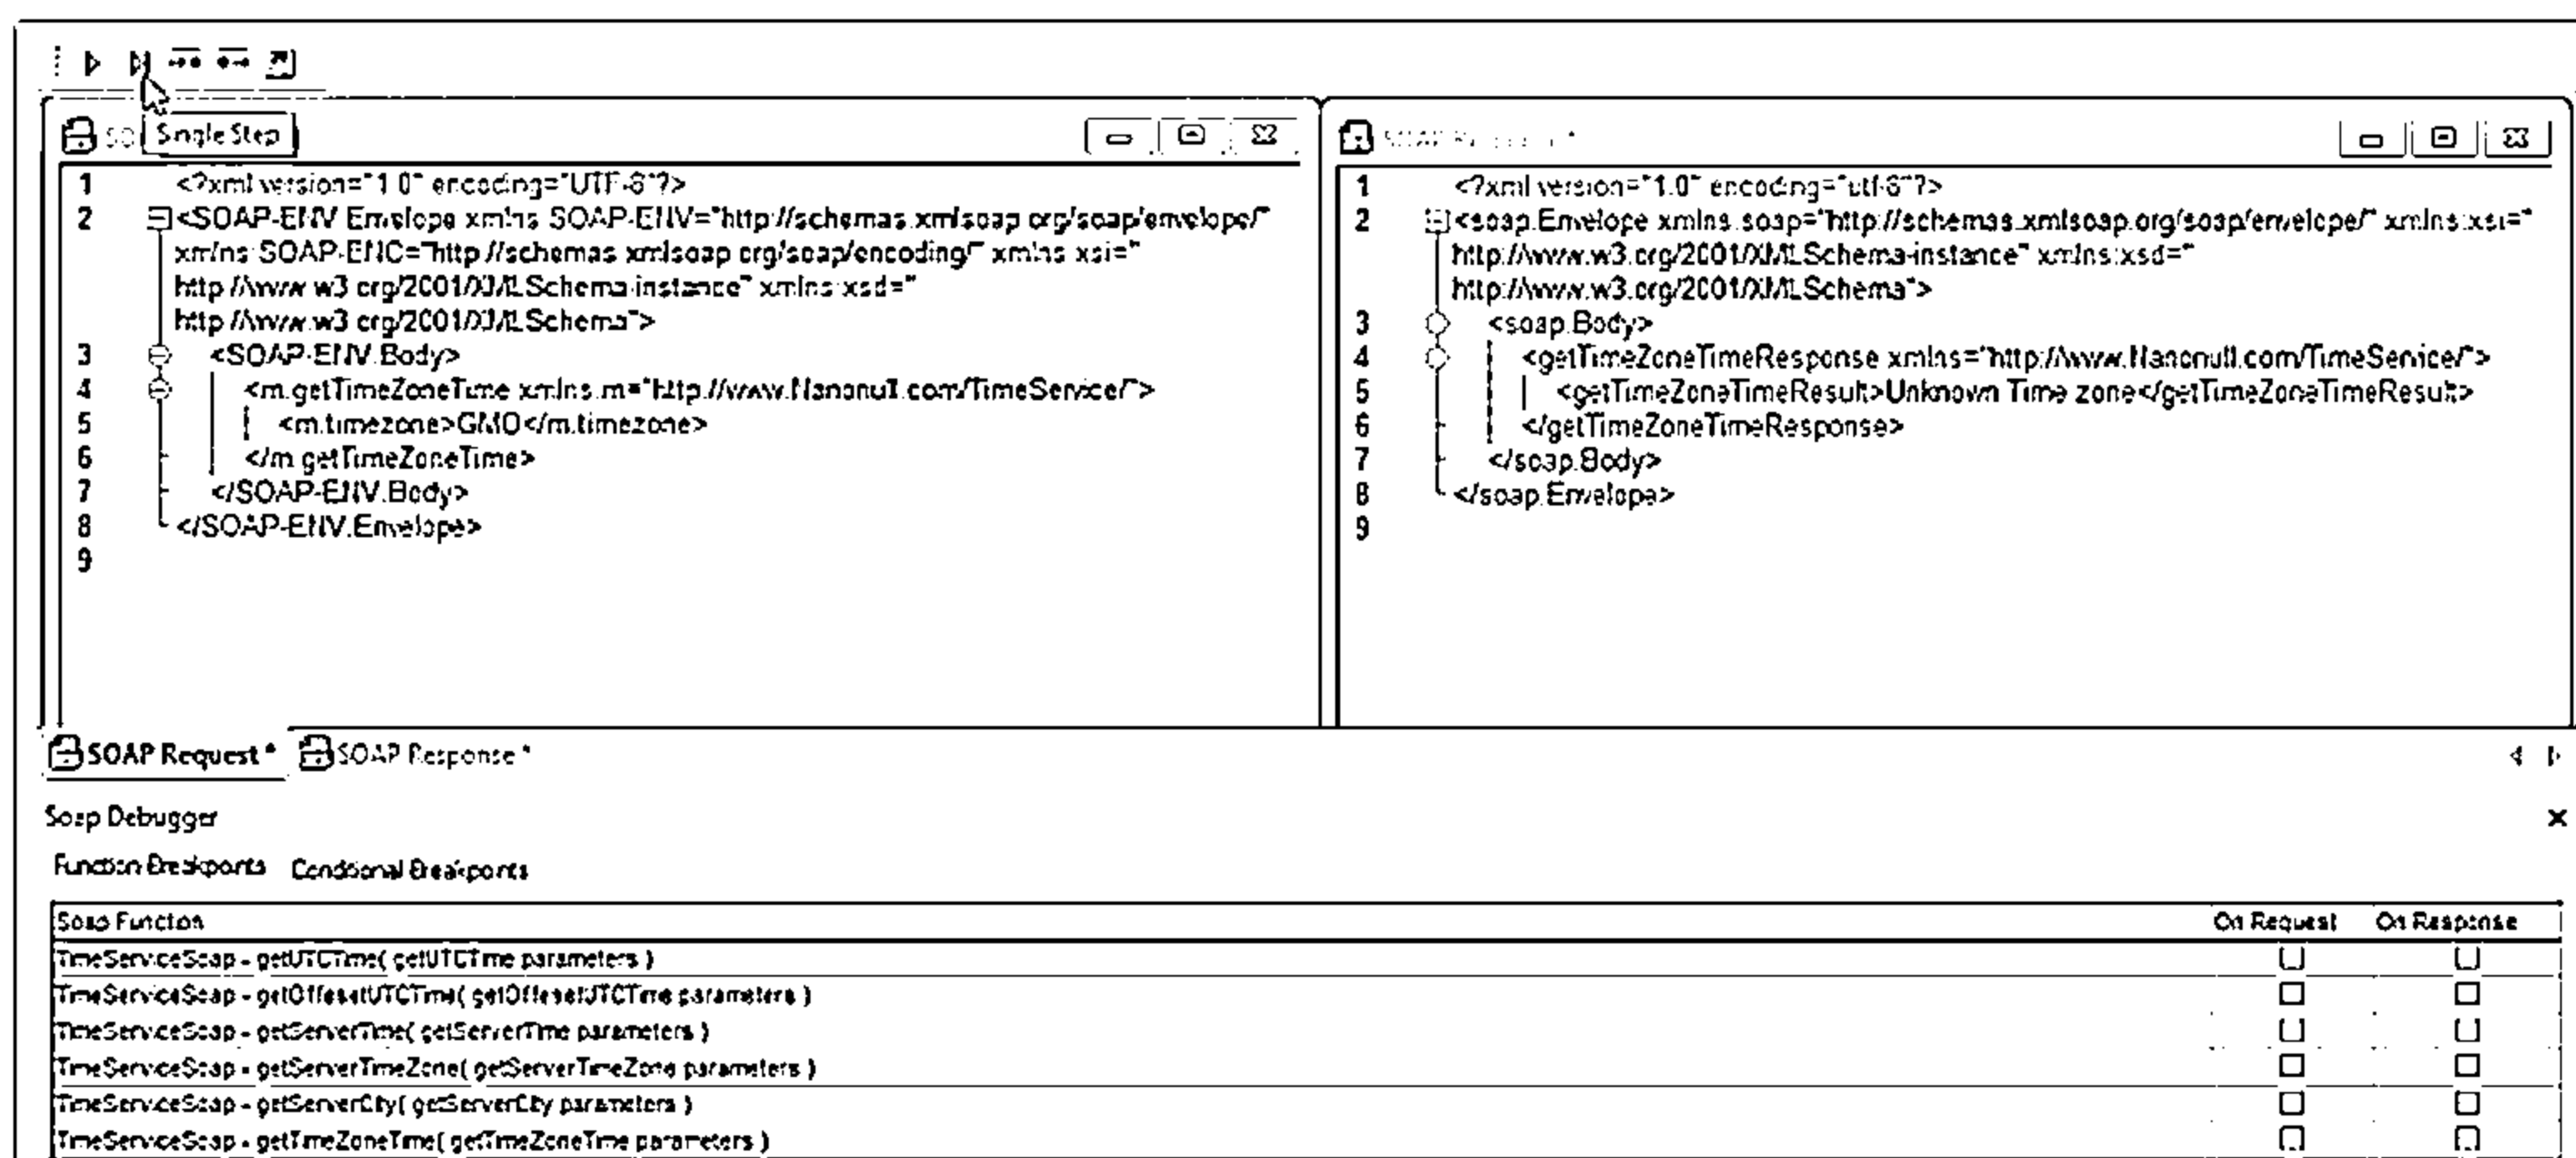 Single Step
SOAP Response *
1 <?xml version="1.0" encoding="UTF-8"?>
2 <SOAP-ENV:Envelope xmlns:SOAP-ENV="http://schemas.xmlsoap.org/soap/envelope/"
xmlns:SOAP-ENC="http://schemas.xmlsoap.org/soap/encoding/" xmlns:xsi="
http://www.w3.org/2001/XMLSchema-instance" xmlns:xsd="
http://www.w3.org/2001/XMLSchema">
3 <SOAP-ENV:Body>
4 <m:getTimeZoneTime xmlns:m="http://www.Nanonull.com/TimeService/">
5 <m:timezone>GMO</m:timezone>
6 </m:getTimeZoneTime>
7 </SOAP-ENV:Body>
8 </SOAP-ENV:Envelope>
9
1 <?xml version="1.0" encoding="utf-8"?>
2 <soap:Envelope xmlns:soap="http://schemas.xmlsoap.org/soap/envelope/" xmlns:xsi="
http://www.w3.org/2001/XMLSchema-instance" xmlns:xsd="
http://www.w3.org/2001/XMLSchema">
3 <soap:Body>
4 <getTimeZoneTimeResponse xmlns="http://www.Nanonull.com/TimeService/">
5 <getTimeZoneTimeResult>Unknown Time zone</getTimeZoneTimeResult>
6 </getTimeZoneTimeResponse>
7 </soap:Body>
8 </soap:Envelope>
9
SOAP Request * SOAP Response *
Soap Debugger
Function Breakpoints Conditional Breakpoints
Soap Function On Request On Response
TimeServiceSoap - getUTCTime( getUTCTime parameters )
TimeServiceSoap - getOffesetUTCTime( getOffesetUTCTime parameters )
TimeServiceSoap - getServerTime( getServerTime parameters )
TimeServiceSoap - getServerTimeZone( getServerTimeZone parameters )
TimeServiceSoap - getServerCity( getServerCity parameters )
TimeServiceSoap - getTimeZoneTime( getTimeZoneTime parameters )